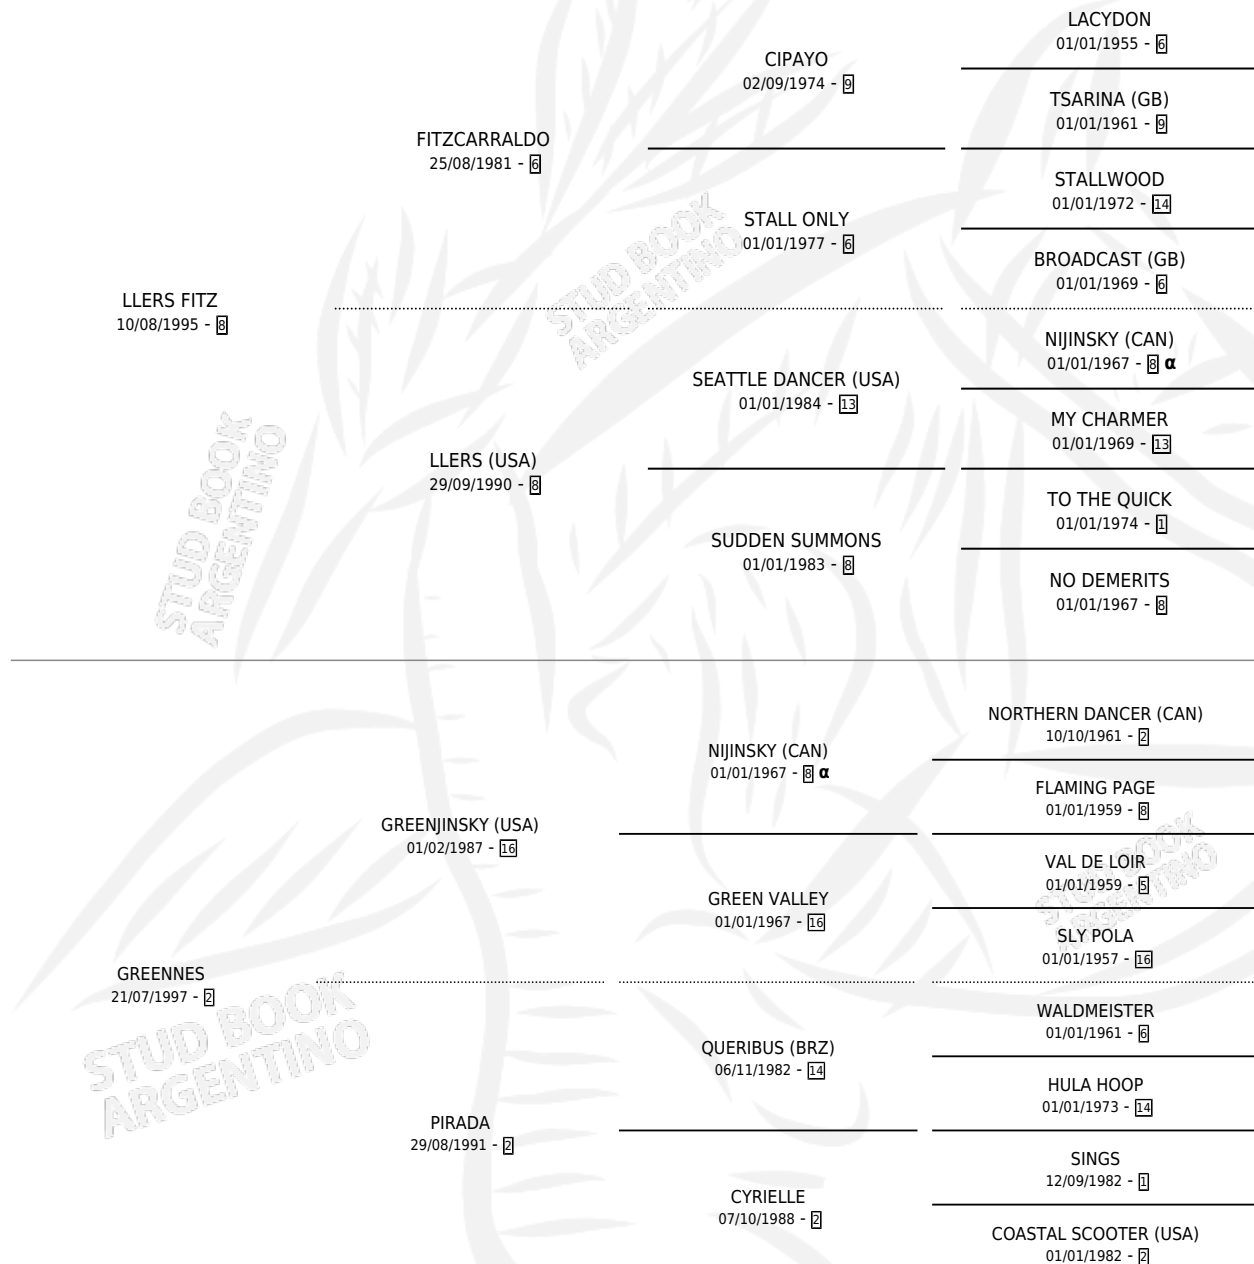 LACYDON
01/01/1955 - 6
CIPAYO
02/09/1974 - 9
TSARINA (GB)
01/01/1961 - 9
FITZCARRALDO
25/08/1981 - 6
STALLWOOD
01/01/1972 - 14
STALL ONLY
01/01/1977 - 6
BROADCAST (GB)
01/01/1969 - 6
LLERS FITZ
10/08/1995 - 8
NIJINSKY (CAN)
01/01/1967 - 8 α
SEATTLE DANCER (USA)
01/01/1984 - 13
MY CHARMER
01/01/1969 - 13
LLERS (USA)
29/09/1990 - 8
TO THE QUICK
01/01/1974 - 1
SUDDEN SUMMONS
01/01/1983 - 8
NO DEMERITS
01/01/1967 - 8
STUD BOOK
ARGENTINO
STUD BOOK
ARGENTINO
NORTHERN DANCER (CAN)
10/10/1961 - 2
NIJINSKY (CAN)
01/01/1967 - 8 α
FLAMING PAGE
01/01/1959 - 8
GREENJINSKY (USA)
01/02/1987 - 16
VAL DE LOIR
01/01/1959 - 5
GREEN VALLEY
01/01/1967 - 16
SLY POLA
01/01/1957 - 16
GREENNES
21/07/1997 - 2
WALDMEISTER
01/01/1961 - 6
QUERIBUS (BRZ)
06/11/1982 - 14
HULA HOOP
01/01/1973 - 14
PIRADA
29/08/1991 - 2
SINGS
12/09/1982 - 1
CYRIELLE
07/10/1988 - 2
COASTAL SCOOTER (USA)
01/01/1982 - 2
STUD BOOK
ARGENTINO
STUD BOOK
ARGENTINO